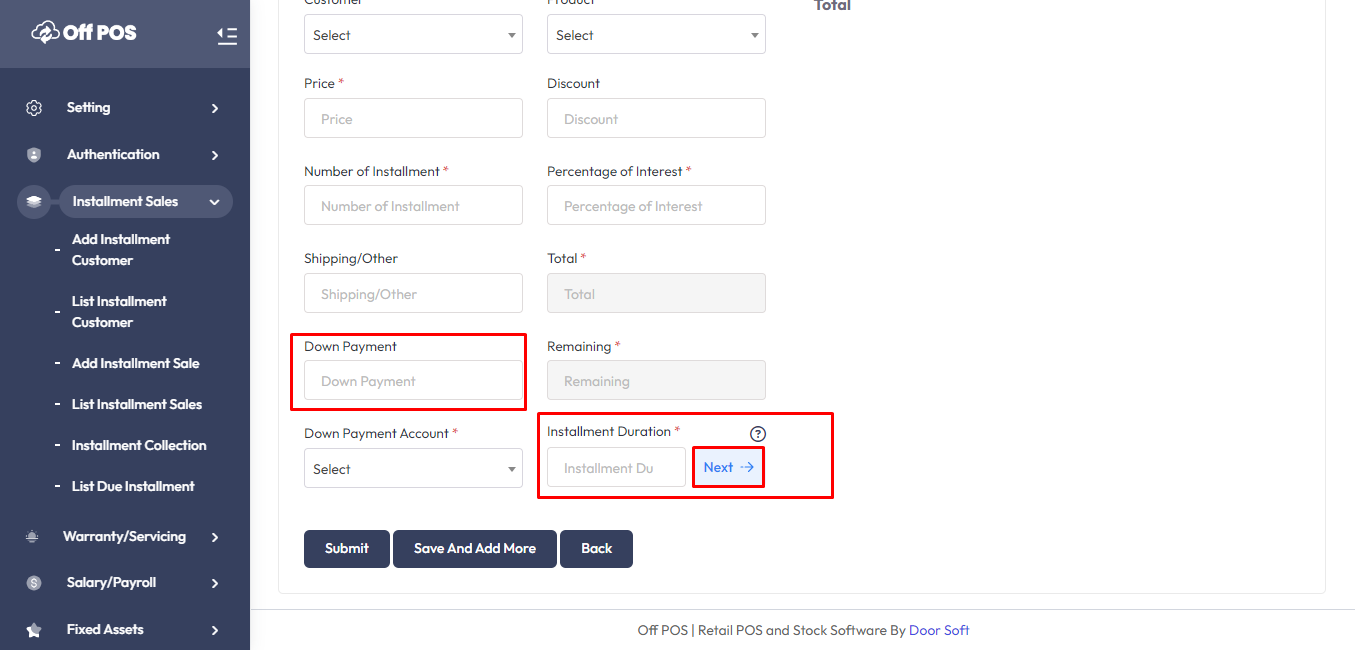 Off POS
Setting
Authentication
Installment Sales
- Add Installment
Customer
- List Installment
Customer
- Add Installment Sale
- List Installment Sales
- Installment Collection
- List Due Installment
Warranty/Servicing
Salary/Payroll
Fixed Assets
Customer Product
Total
Select Select
Price * Discount
Price Discount
Number of Installment * Percentage of Interest *
Number of Installment Percentage of Interest
Shipping/Other Total *
Shipping/Other Total
Down Payment Remaining *
Down Payment Remaining
Down Payment Account * Installment Duration * ?
Select Installment Du Next →
Submit Save And Add More Back
Off POS | Retail POS and Stock Software By Door Soft